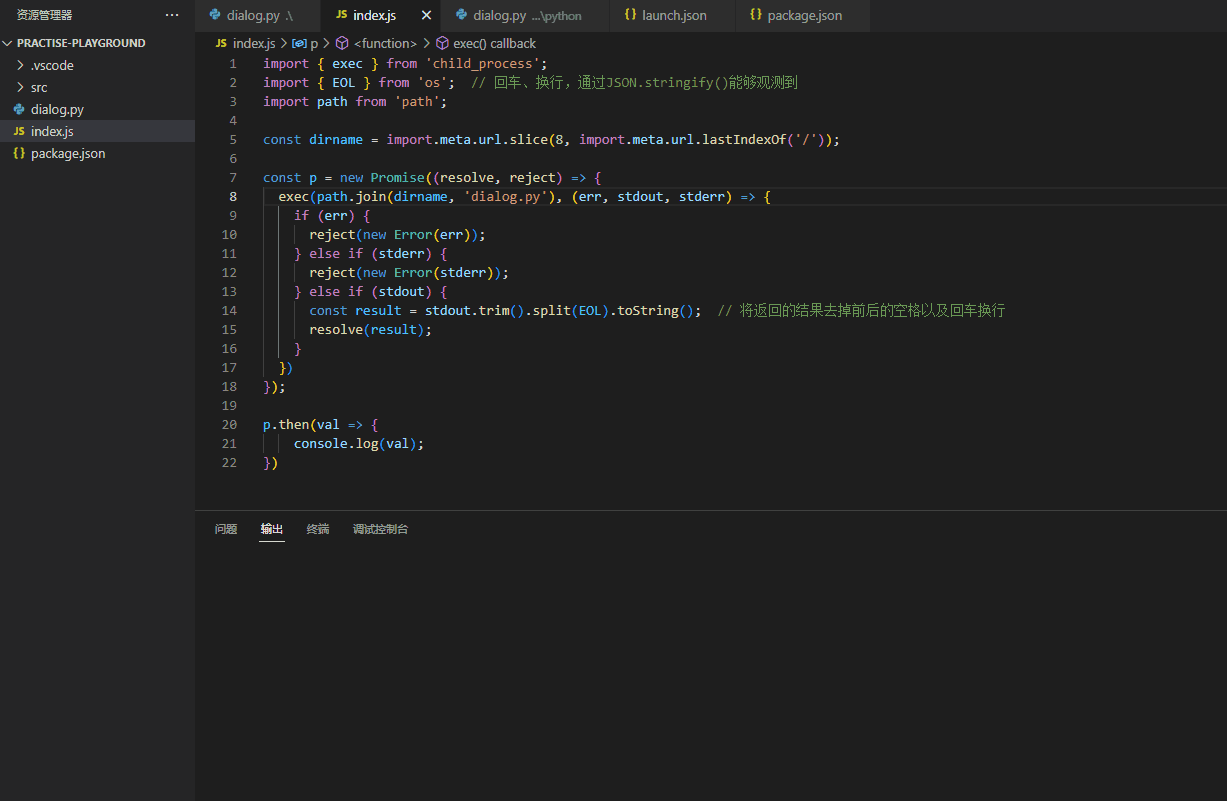 资源管理器 ···
PRACTISE-PLAYGROUND
.vscode
src
dialog.py
JS index.js
{} package.json
dialog.py .\ JS index.js × dialog.py ...\python {} launch.json {} package.json
JS index.js > p > <function> > exec() callback
1 import { exec } from 'child_process';
2 import { EOL } from 'os';  // 回车、换行，通过JSON.stringify()能够观测到
3 import path from 'path';
4
5 const dirname = import.meta.url.slice(8, import.meta.url.lastIndexOf('/'));
6
7 const p = new Promise((resolve, reject) => {
8   exec(path.join(dirname, 'dialog.py'), (err, stdout, stderr) => {
9     if (err) {
10       reject(new Error(err));
11     } else if (stderr) {
12       reject(new Error(stderr));
13     } else if (stdout) {
14       const result = stdout.trim().split(EOL).toString();  // 将返回的结果去掉前后的空格以及回车换行
15       resolve(result);
16     }
17   })
18 });
19
20 p.then(val => {
21     console.log(val);
22 })
问题 输出 终端 调试控制台